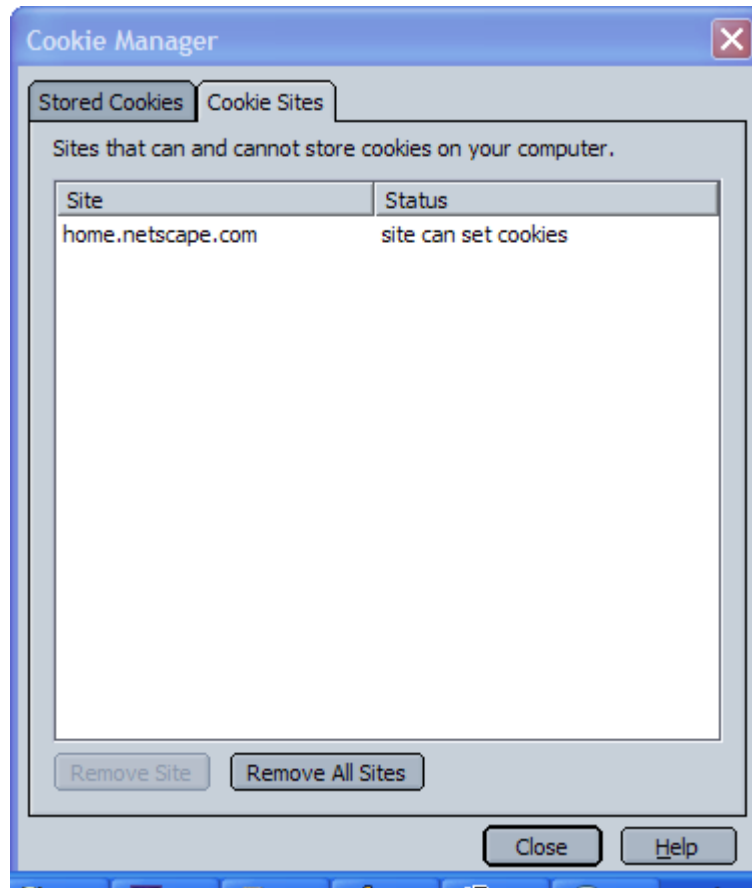 Cookie Manager
Stored Cookies Cookie Sites
Sites that can and cannot store cookies on your computer.
Site Status
home.netscape.com site can set cookies
Remove Site Remove All Sites
Close Help